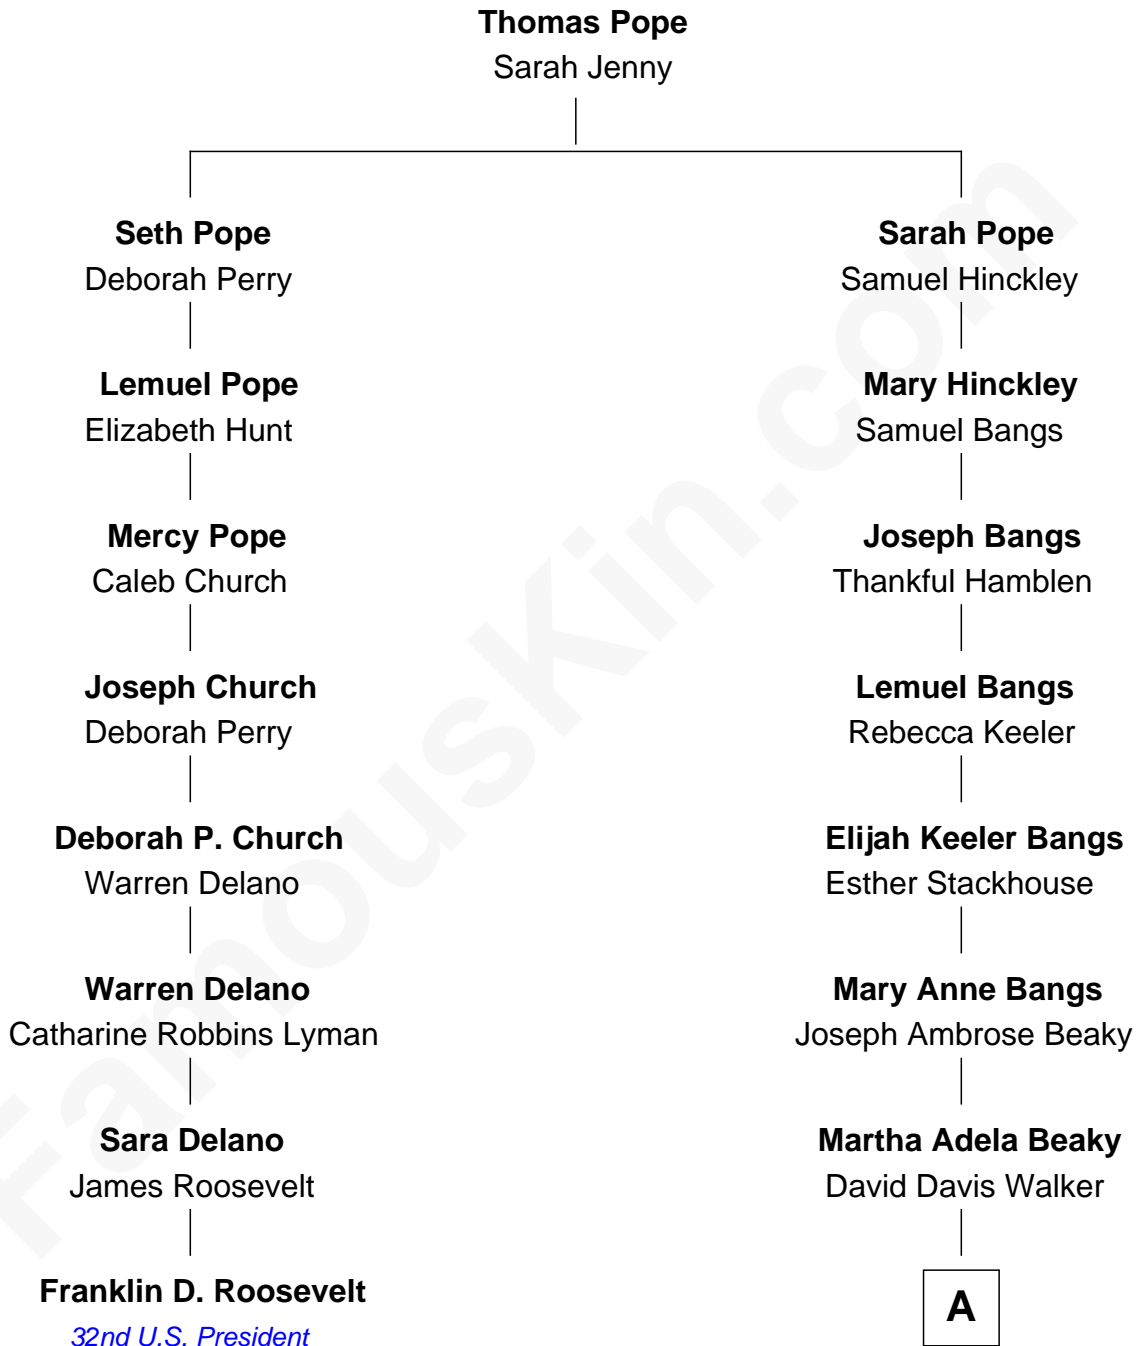 Thomas Pope
Sarah Jenny
Seth Pope
Deborah Perry
Sarah Pope
Samuel Hinckley
Lemuel Pope
Elizabeth Hunt
Mary Hinckley
Samuel Bangs
Mercy Pope
Caleb Church
Joseph Bangs
Thankful Hamblen
Joseph Church
Deborah Perry
Lemuel Bangs
Rebecca Keeler
Deborah P. Church
Warren Delano
Elijah Keeler Bangs
Esther Stackhouse
Warren Delano
Catharine Robbins Lyman
Mary Anne Bangs
Joseph Ambrose Beaky
Sara Delano
James Roosevelt
Martha Adela Beaky
David Davis Walker
Franklin D. Roosevelt
32nd U.S. President
A
FamousKin.com